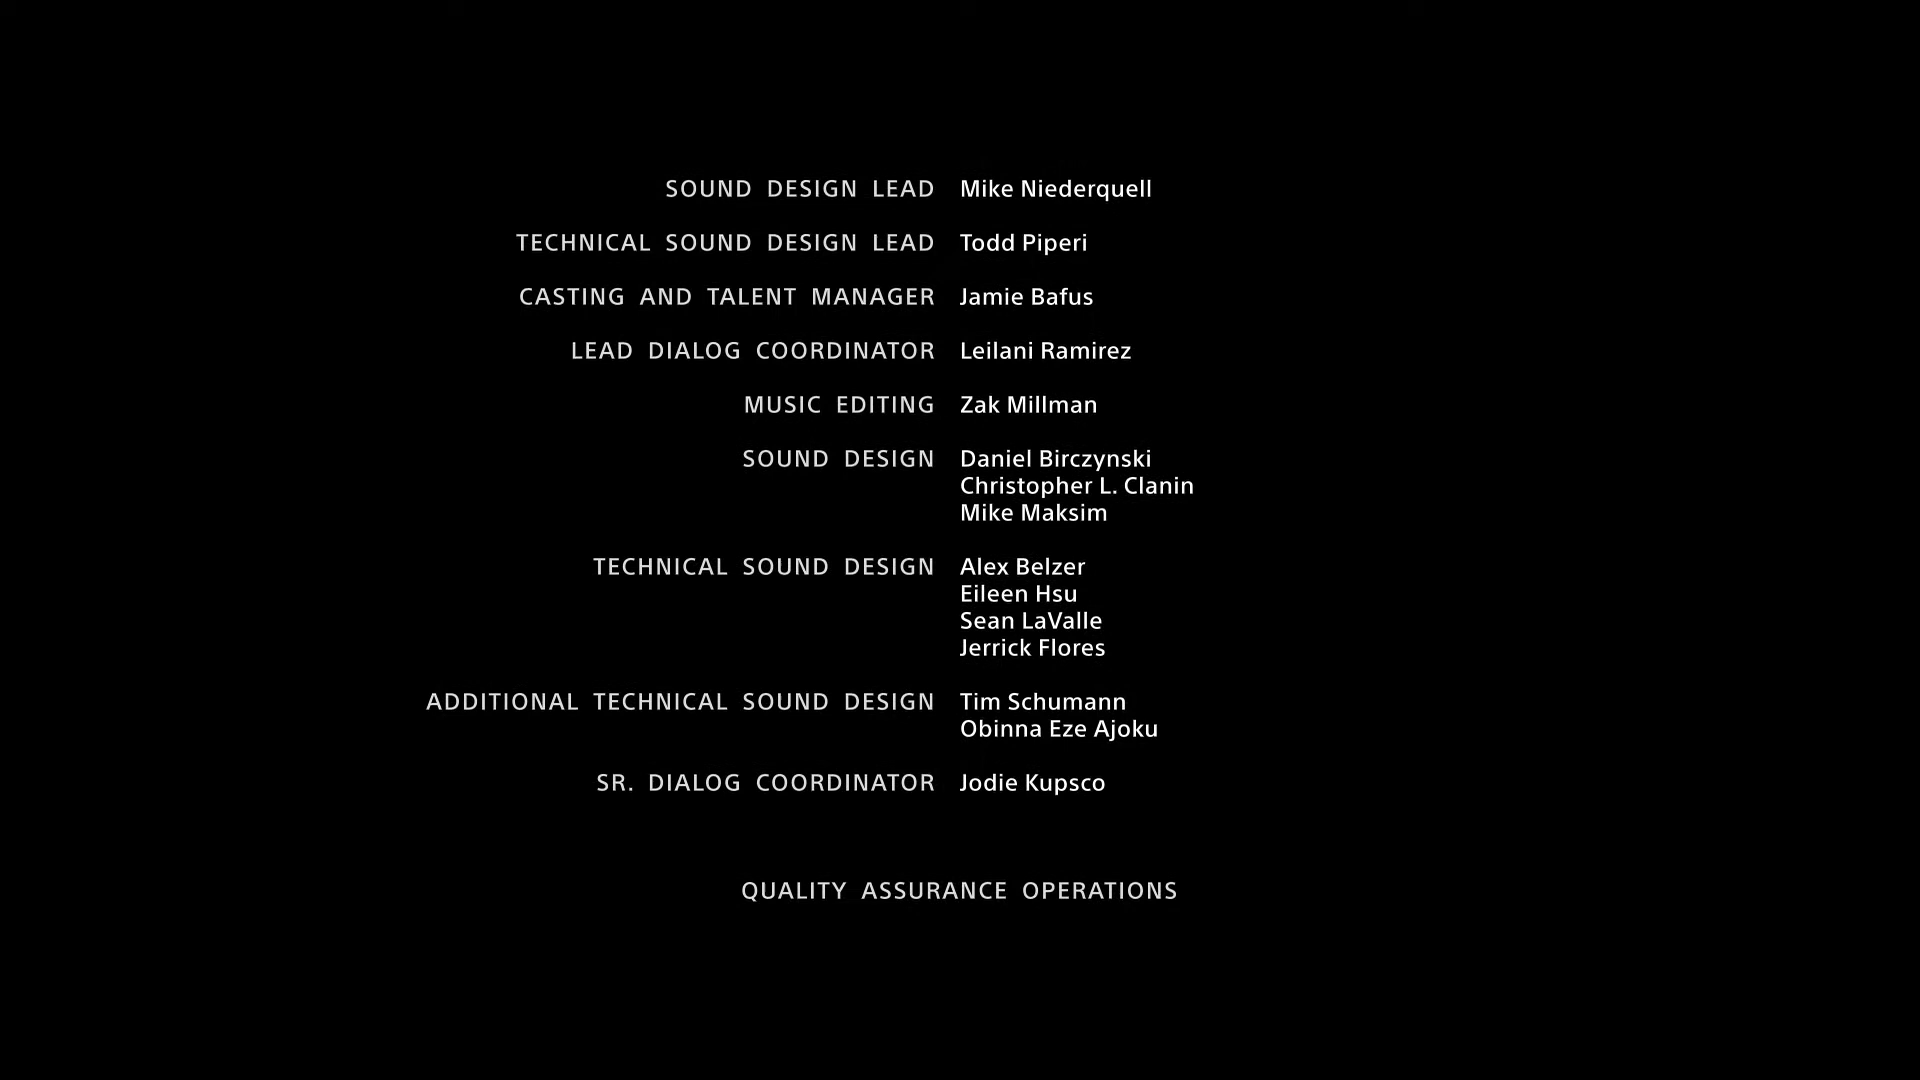 SOUND DESIGN LEAD Mike Niederquell
TECHNICAL SOUND DESIGN LEAD Todd Piperi
CASTING AND TALENT MANAGER Jamie Bafus
LEAD DIALOG COORDINATOR Leilani Ramirez
MUSIC EDITING Zak Millman
SOUND DESIGN Daniel Birczynski
Christopher L. Clanin
Mike Maksim
TECHNICAL SOUND DESIGN Alex Belzer
Eileen Hsu
Sean LaValle
Jerrick Flores
ADDITIONAL TECHNICAL SOUND DESIGN Tim Schumann
Obinna Eze Ajoku
SR. DIALOG COORDINATOR Jodie Kupsco
QUALITY ASSURANCE OPERATIONS